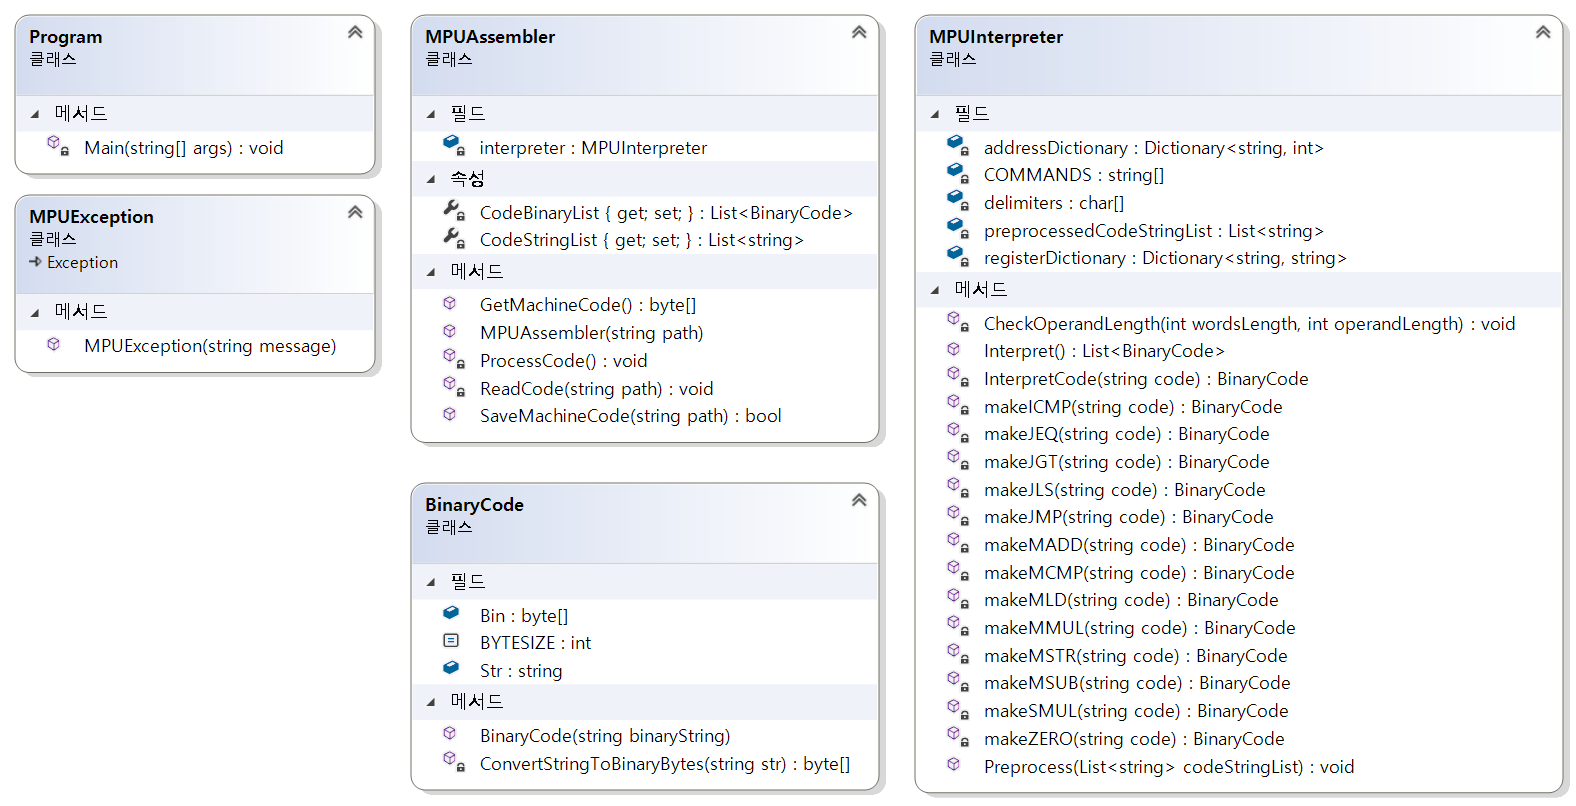 Program
클래스
메서드
Main(string[] args) : void
MPUException
클래스
Exception
메서드
MPUException(string message)
MPUAssembler
클래스
필드
interpreter : MPUInterpreter
속성
CodeBinaryList { get; set; } : List<BinaryCode>
CodeStringList { get; set; } : List<string>
메서드
GetMachineCode() : byte[]
MPUAssembler(string path)
ProcessCode() : void
ReadCode(string path) : void
SaveMachineCode(string path) : bool
BinaryCode
클래스
필드
Bin : byte[]
BYTESIZE : int
Str : string
메서드
BinaryCode(string binaryString)
ConvertStringToBinaryBytes(string str) : byte[]
MPUInterpreter
클래스
필드
addressDictionary : Dictionary<string, int>
COMMANDS : string[]
delimiters : char[]
preprocessedCodeStringList : List<string>
registerDictionary : Dictionary<string, string>
메서드
CheckOperandLength(int wordsLength, int operandLength) : void
Interpret() : List<BinaryCode>
InterpretCode(string code) : BinaryCode
makeICMP(string code) : BinaryCode
makeJEQ(string code) : BinaryCode
makeJGT(string code) : BinaryCode
makeJLS(string code) : BinaryCode
makeJMP(string code) : BinaryCode
makeMADD(string code) : BinaryCode
makeMCMP(string code) : BinaryCode
makeMLD(string code) : BinaryCode
makeMMUL(string code) : BinaryCode
makeMSTR(string code) : BinaryCode
makeMSUB(string code) : BinaryCode
makeSMUL(string code) : BinaryCode
makeZERO(string code) : BinaryCode
Preprocess(List<string> codeStringList) : void